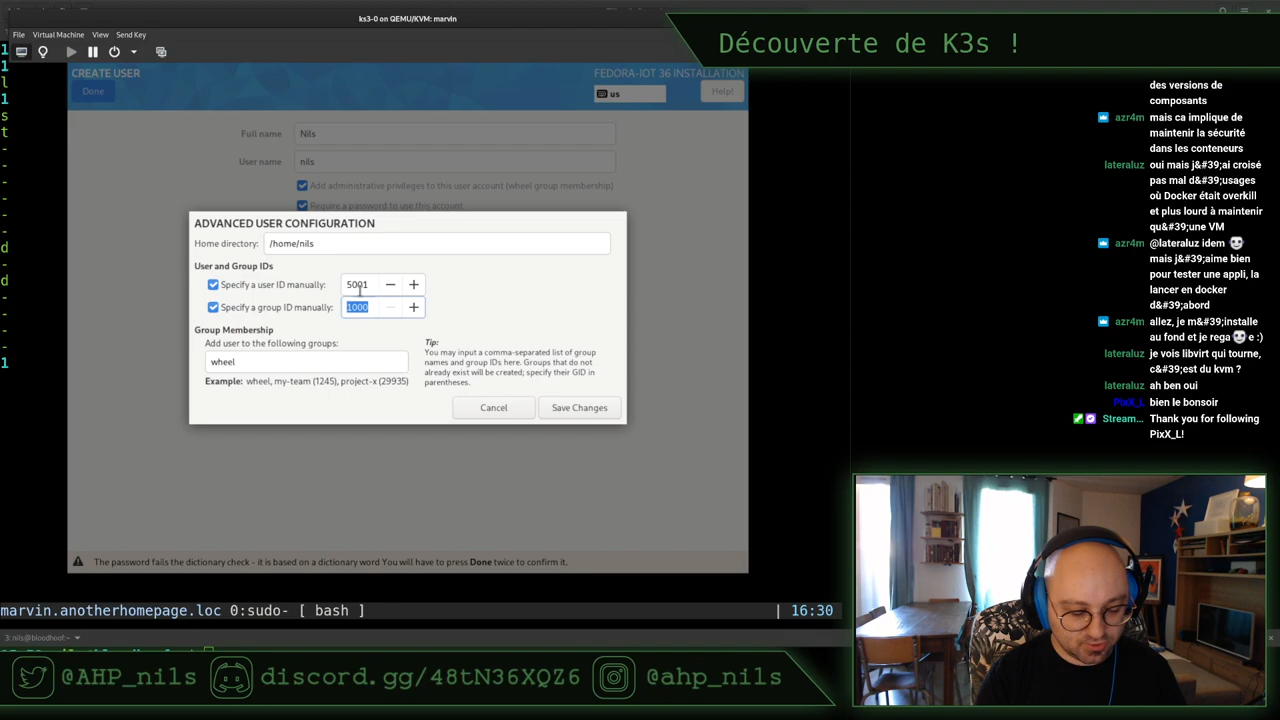 ks3-0 on QEMU/KVM: marvin
File Virtual Machine View Send Key
Découverte de K3s !
CREATE USER
FEDORA-IOT 36 INSTALLATION
Done
us
Help!
Full name Nils
User name nils
Add administrative privileges to this user account (wheel group membership)
Require a password to use this account
ADVANCED USER CONFIGURATION
Home directory: /home/nils
User and Group IDs
Specify a user ID manually: 5001
Specify a group ID manually: 1000
Group Membership
Add user to the following groups:
wheel
Example: wheel, my-team (1245), project-x (29935)
Tip:
You may input a comma-separated list of group
names and group IDs here. Groups that do not
already exist will be created; specify their GID in
parentheses.
Cancel
Save Changes
The password fails the dictionary check - it is based on a dictionary word You will have to press Done twice to confirm it.
marvin.anotherhomepage.loc 0:sudo- [ bash ] | 16:30
3: nils@bloodhoof:~
des versions de
composants
azr4m mais ca implique de
maintenir la sécurité
dans les conteneurs
lateraluz oui mais j&#39;ai croisé
pas mal d&#39;usages
où Docker était overkill
et plus lourd à maintenir
qu&#39;une VM
azr4m @lateraluz idem
mais j&#39;aime bien
pour tester une appli, la
lancer en docker
d&#39;abord
azr4m allez, je m&#39;installe
au fond et je rega e :)
lateraluz je vois libvirt qui tourne,
c&#39;est du kvm ?
lateraluz ah ben oui
PixX_L bien le bonsoir
Stream... Thank you for following
PixX_L!
@AHP_nils
discord.gg/48tN36XQZ6
@ahp_nils